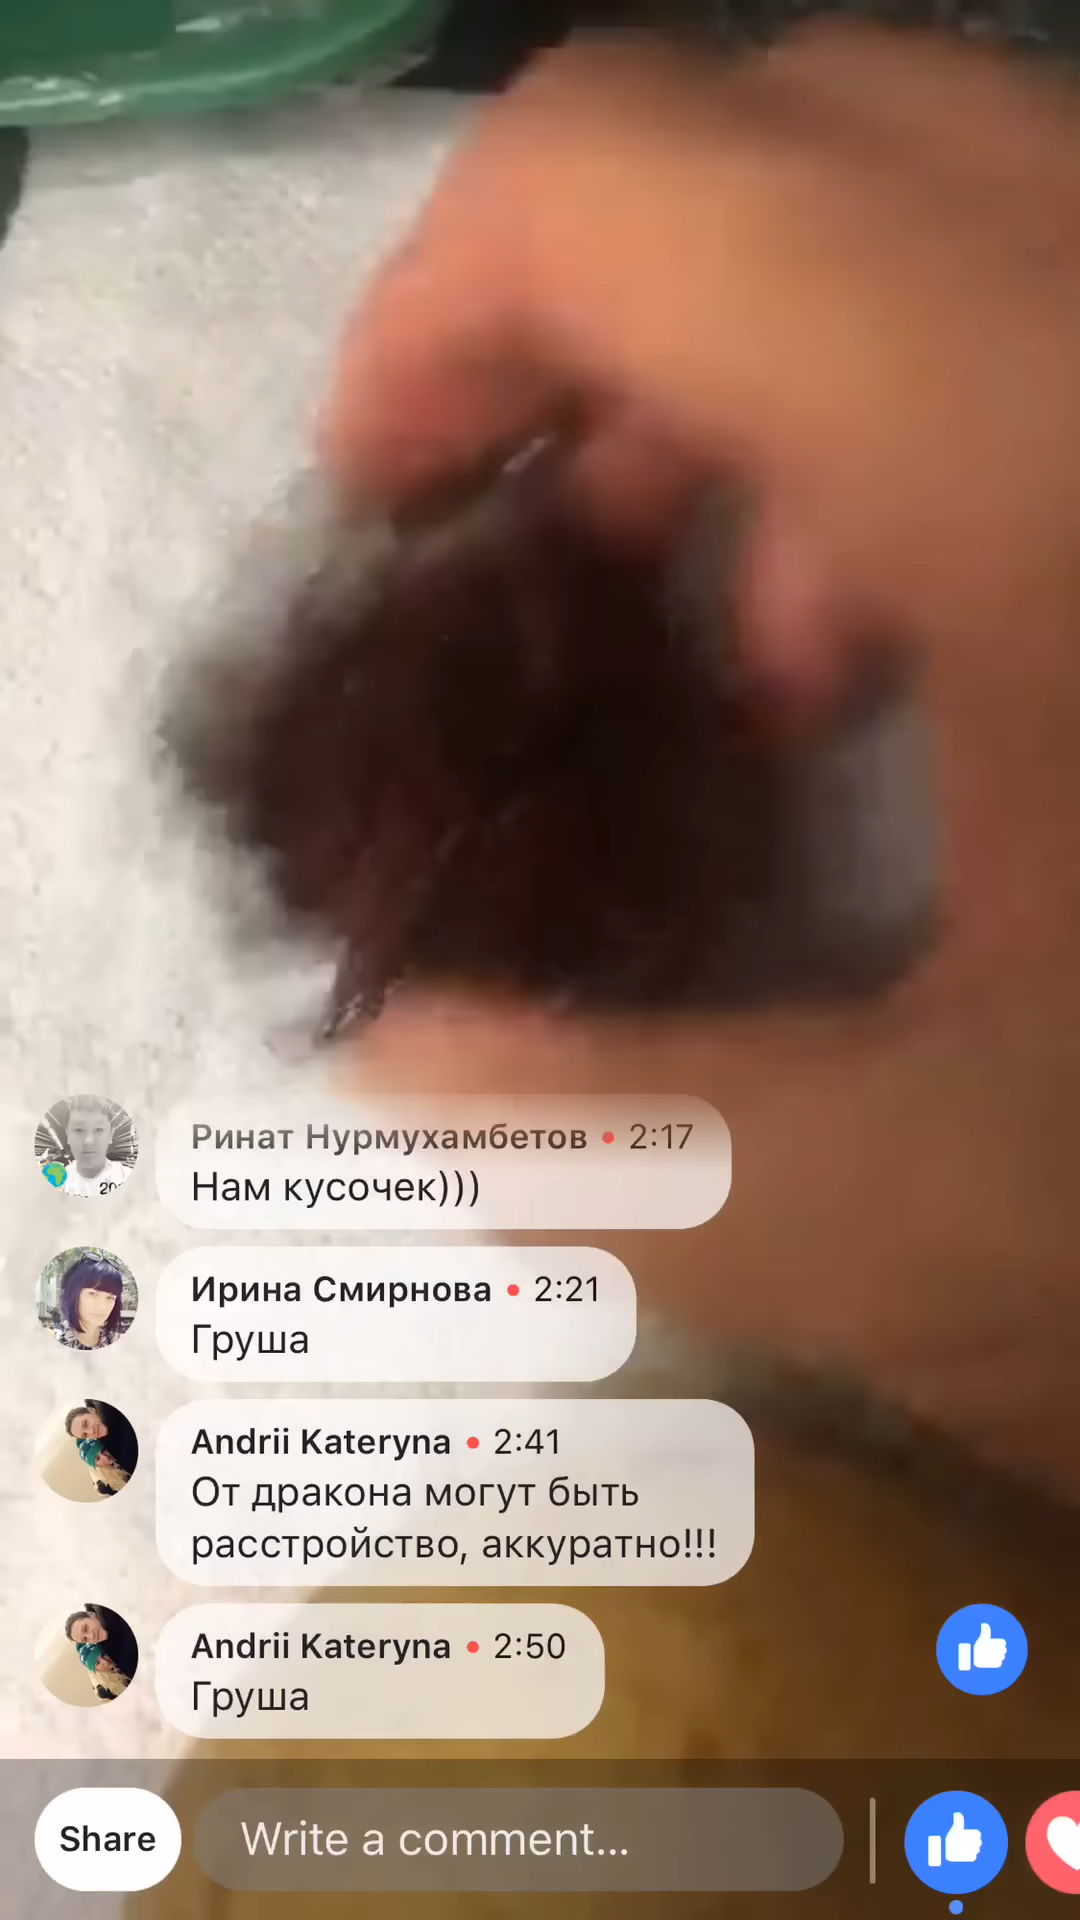 Ринат Нурмухамбетов • 2:17
Нам кусочек)))
Ирина Смирнова • 2:21
Груша
Andrii Kateryna • 2:41
От дракона могут быть
расстройство, аккуратно!!!
Andrii Kateryna • 2:50
Груша
Share
Write a comment...